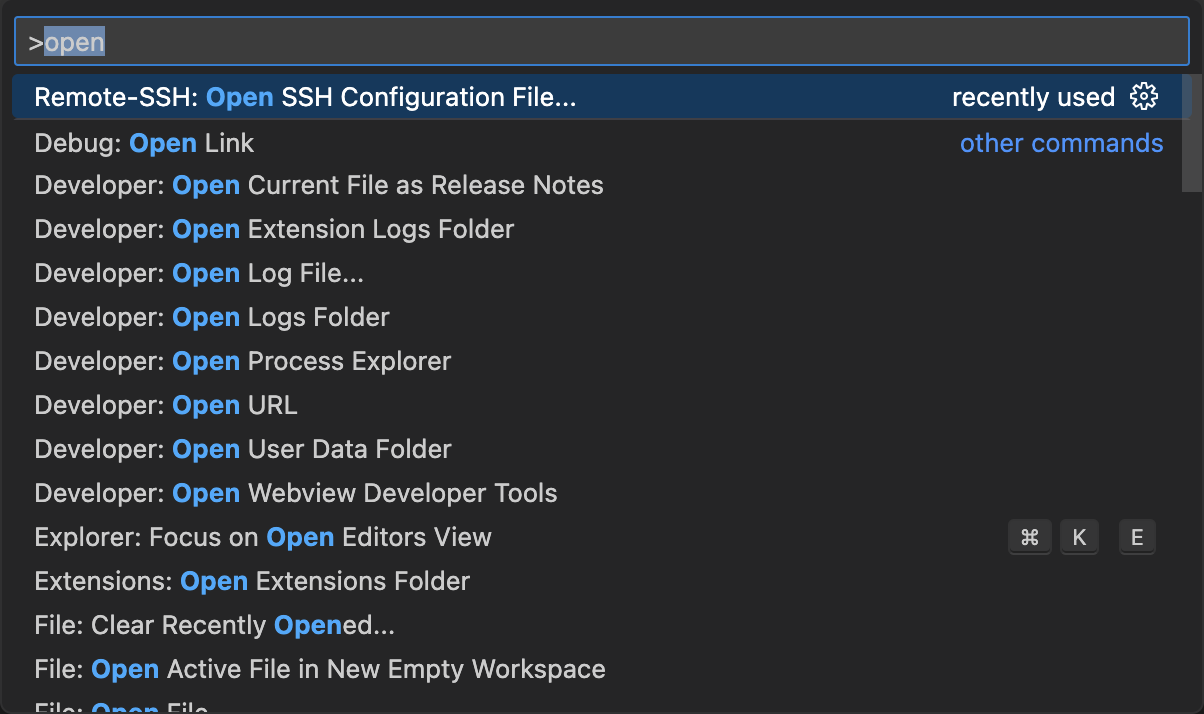 >open
Remote-SSH: Open SSH Configuration File... recently used
Debug: Open Link other commands
Developer: Open Current File as Release Notes
Developer: Open Extension Logs Folder
Developer: Open Log File...
Developer: Open Logs Folder
Developer: Open Process Explorer
Developer: Open URL
Developer: Open User Data Folder
Developer: Open Webview Developer Tools
Explorer: Focus on Open Editors View ⌘ K E
Extensions: Open Extensions Folder
File: Clear Recently Opened...
File: Open Active File in New Empty Workspace
File: Open File